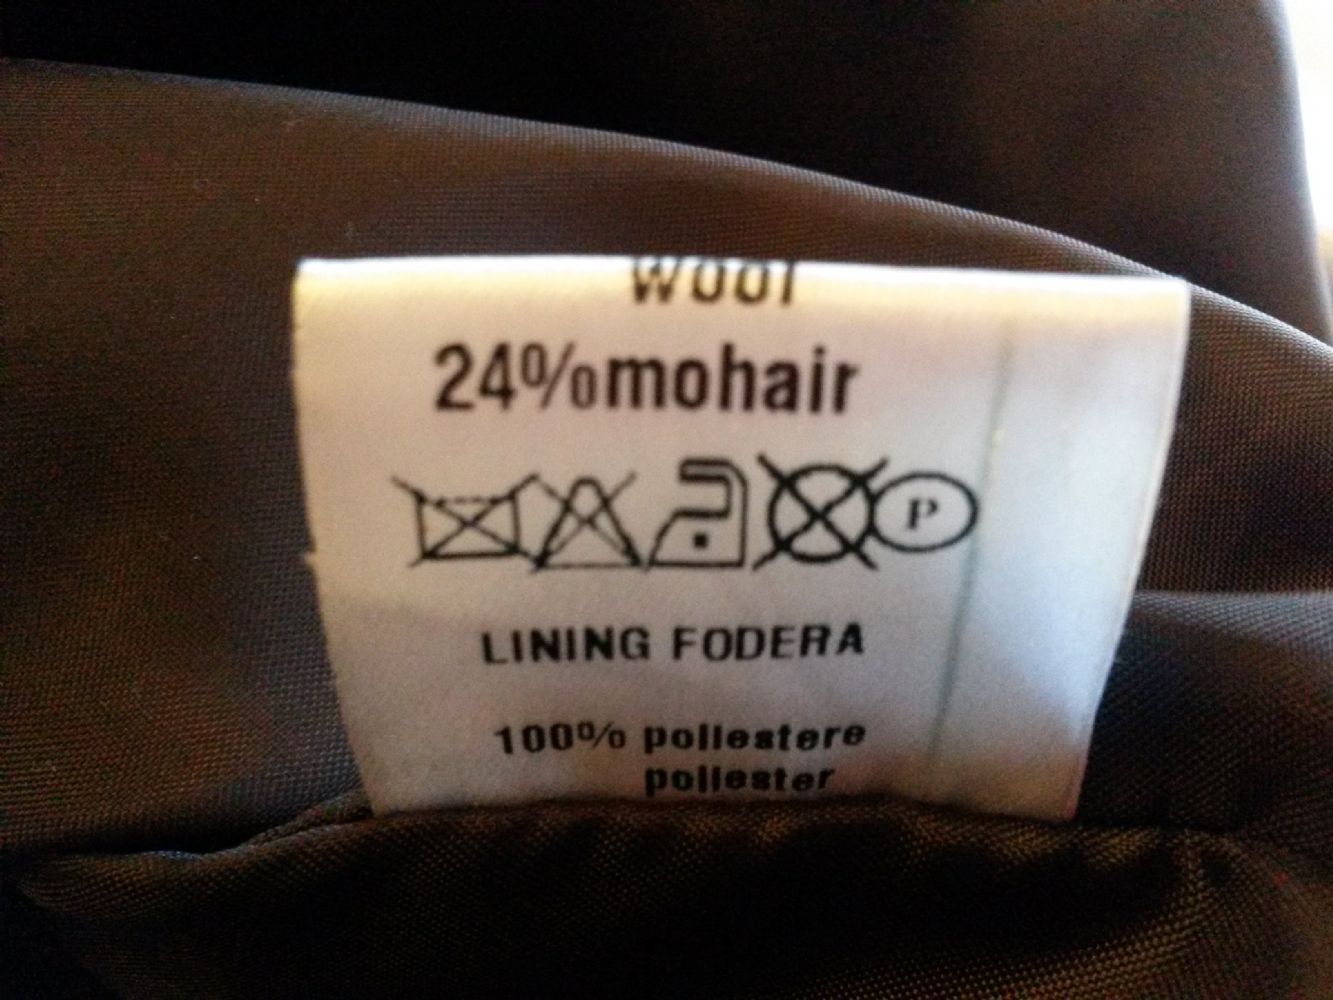 wool
24%mohair
P
LINING FODERA
100% poliestere
poliester